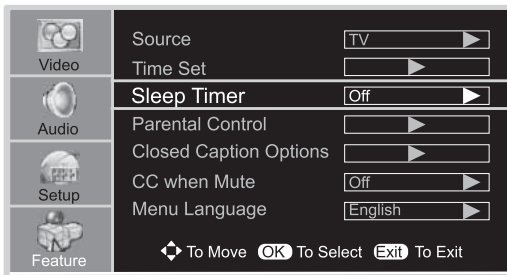 Video
Audio
Setup
Feature
Source TV
Time Set
Sleep Timer Off
Parental Control
Closed Caption Options
CC when Mute Off
Menu Language English
To Move OK To Select Exit To Exit